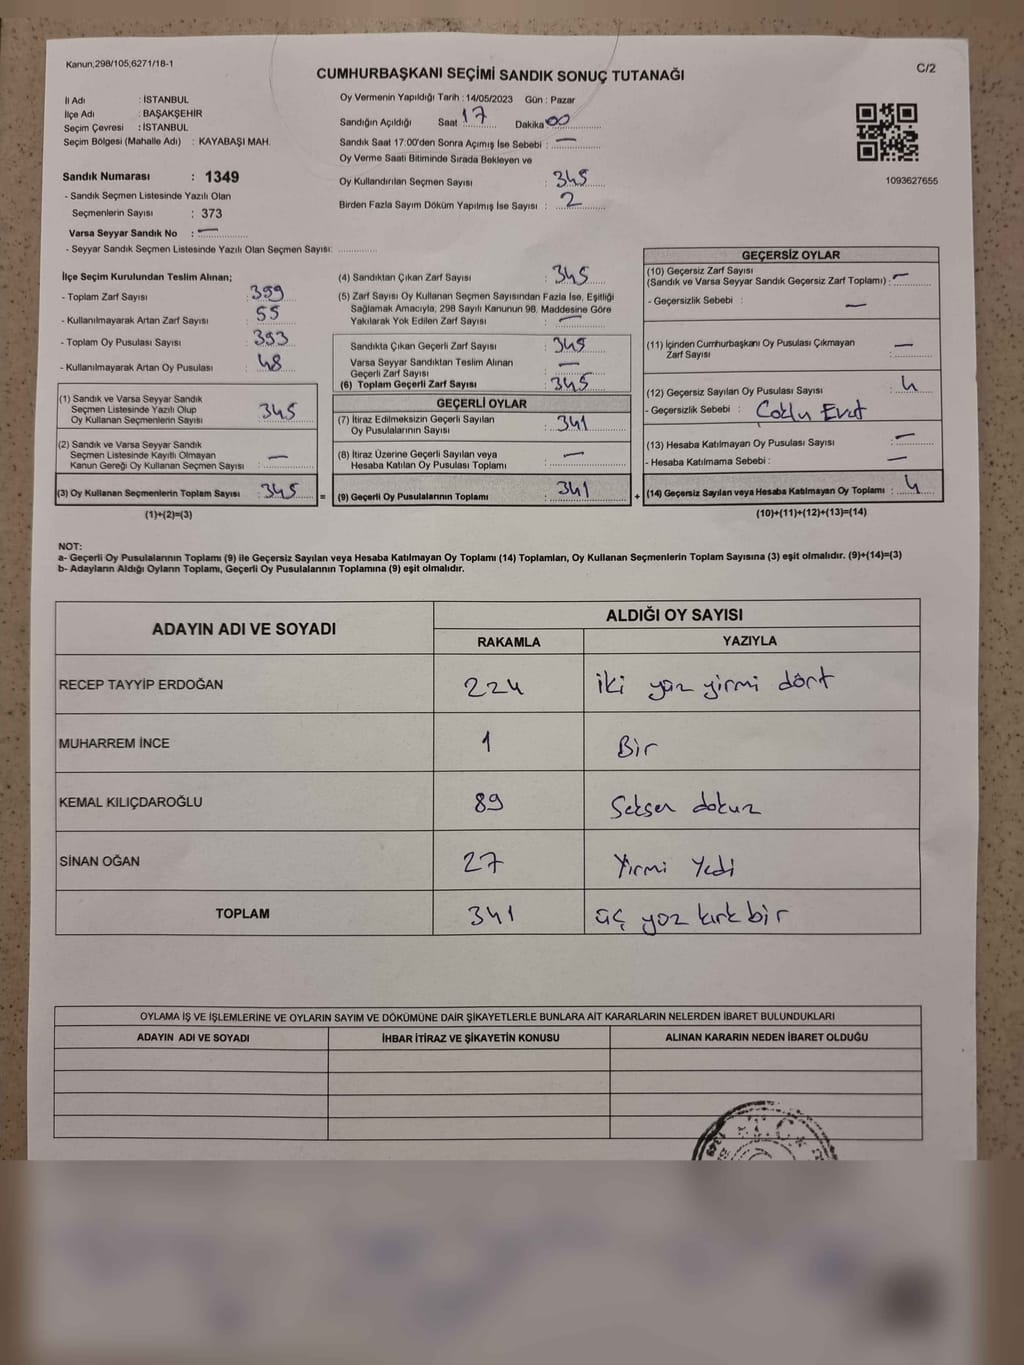 Kanun,298/105,6271/18-1
C/2
CUMHURBAŞKANI SEÇİMİ SANDIK SONUÇ TUTANAĞI
İl Adı : İSTANBUL
İlçe Adı : BAŞAKŞEHİR
Seçim Çevresi : İSTANBUL
Seçim Bölgesi (Mahalle Adı) : KAYABAŞI MAH.
Sandık Numarası : 1349
- Sandık Seçmen Listesinde Yazılı Olan
Seçmenlerin Sayısı : 373
Varsa Seyyar Sandık No : —
- Seyyar Sandık Seçmen Listesinde Yazılı Olan Seçmen Sayısı:
Oy Vermenin Yapıldığı Tarih : 14/05/2023 Gün : Pazar
Sandığın Açıldığı Saat 17 Dakika 00
Sandık Saat 17:00'den Sonra Açımış İse Sebebi : —
Oy Verme Saati Bitiminde Sırada Bekleyen ve
Oy Kullandırılan Seçmen Sayısı : 345
Birden Fazla Sayım Döküm Yapılmış İse Sayısı : 2
1093627655
İlçe Seçim Kurulundan Teslim Alınan;
- Toplam Zarf Sayısı : 399
- Kullanılmayarak Artan Zarf Sayısı : 55
- Toplam Oy Pusulası Sayısı : 393
- Kullanılmayarak Artan Oy Pusulası : 48
(1) Sandık ve Varsa Seyyar Sandık
Seçmen Listesinde Yazılı Olup
Oy Kullanan Seçmenlerin Sayısı : 345
(2) Sandık ve Varsa Seyyar Sandık
Seçmen Listesinde Kayıtlı Olmayan
Kanun Gereği Oy Kullanan Seçmen Sayısı : —
(3) Oy Kullanan Seçmenlerin Toplam Sayısı : 345 =
(1)+(2)=(3)
(4) Sandıktan Çıkan Zarf Sayısı : 345
(5) Zarf Sayısı Oy Kullanan Seçmen Sayısından Fazla İse, Eşitliği
Sağlamak Amacıyla, 298 Sayılı Kanunun 98. Maddesine Göre
Yakılarak Yok Edilen Zarf Sayısı : —
Sandıkta Çıkan Geçerli Zarf Sayısı : 345
Varsa Seyyar Sandıktan Teslim Alınan
Geçerli Zarf Sayısı : —
(6) Toplam Geçerli Zarf Sayısı : 345
GEÇERLİ OYLAR
(7) İtiraz Edilmeksizin Geçerli Sayılan
Oy Pusulalarının Sayısı : 341
(8) İtiraz Üzerine Geçerli Sayılan veya
Hesaba Katılan Oy Pusulası Toplamı : —
(9) Geçerli Oy Pusulalarının Toplamı : 341 +
GEÇERSİZ OYLAR
(10) Geçersiz Zarf Sayısı
(Sandık ve Varsa Seyyar Sandık Geçersiz Zarf Toplamı) : —
- Geçersizlik Sebebi : —
(11) İçinden Cumhurbaşkanı Oy Pusulası Çıkmayan
Zarf Sayısı : —
(12) Geçersiz Sayılan Oy Pusulası Sayısı : 4
- Geçersizlik Sebebi : Çoklu Evet
(13) Hesaba Katılmayan Oy Pusulası Sayısı : —
- Hesaba Katılmama Sebebi : —
(14) Geçersiz Sayılan veya Hesaba Katılmayan Oy Toplamı : 4
(10)+(11)+(12)+(13)=(14)
NOT:
a- Geçerli Oy Pusulalarının Toplamı (9) ile Geçersiz Sayılan veya Hesaba Katılmayan Oy Toplamı (14) Toplamları, Oy Kullanan Seçmenlerin Toplam Sayısına (3) eşit olmalıdır. (9)+(14)=(3)
b- Adayların Aldığı Oyların Toplamı, Geçerli Oy Pusulalarının Toplamına (9) eşit olmalıdır.
ADAYIN ADI VE SOYADI
ALDIĞI OY SAYISI
RAKAMLA YAZIYLA
RECEP TAYYİP ERDOĞAN 224 iki yüz yirmi dört
MUHARREM İNCE 1 Bir
KEMAL KILIÇDAROĞLU 89 Seksen dokuz
SİNAN OĞAN 27 Yirmi Yedi
TOPLAM 341 üç yüz kırk bir
OYLAMA İŞ VE İŞLEMLERİNE VE OYLARIN SAYIM VE DÖKÜMÜNE DAİR ŞİKAYETLERLE BUNLARA AİT KARARLARIN NELERDEN İBARET BULUNDUKLARI
ADAYIN ADI VE SOYADI İHBAR İTİRAZ VE ŞİKAYETİN KONUSU ALINAN KARARIN NEDEN İBARET OLDUĞU